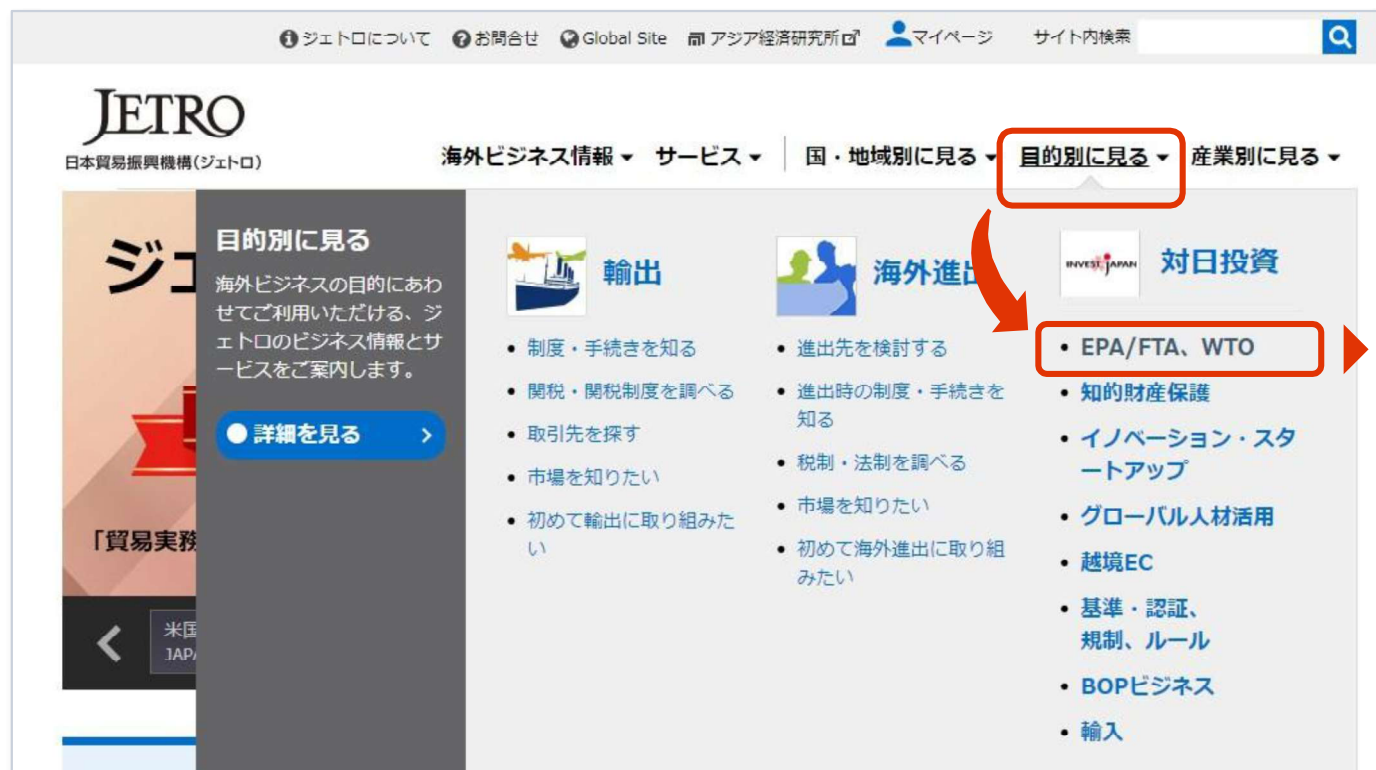 ジェトロについて お問合せ Global Site アジア経済研究所 マイページ サイト内検索
JETRO
日本貿易振興機構(ジェトロ)
海外ビジネス情報 サービス 国・地域別に見る 目的別に見る 産業別に見る
ジ
「貿易実務
米国
JAPA
目的別に見る
海外ビジネスの目的にあわ
せてご利用いただける、ジ
ェトロのビジネス情報とサ
ービスをご案内します。
詳細を見る
輸出
制度・手続きを知る
関税・関税制度を調べる
取引先を探す
市場を知りたい
初めて輸出に取り組みた
い
海外進出
進出先を検討する
進出時の制度・手続きを
知る
税制・法制を調べる
市場を知りたい
初めて海外進出に取り組
みたい
INVEST JAPAN
対日投資
EPA/FTA、WTO
知的財産保護
イノベーション・スタ
ートアップ
グローバル人材活用
越境EC
基準・認証、
規制、ルール
BOPビジネス
輸入